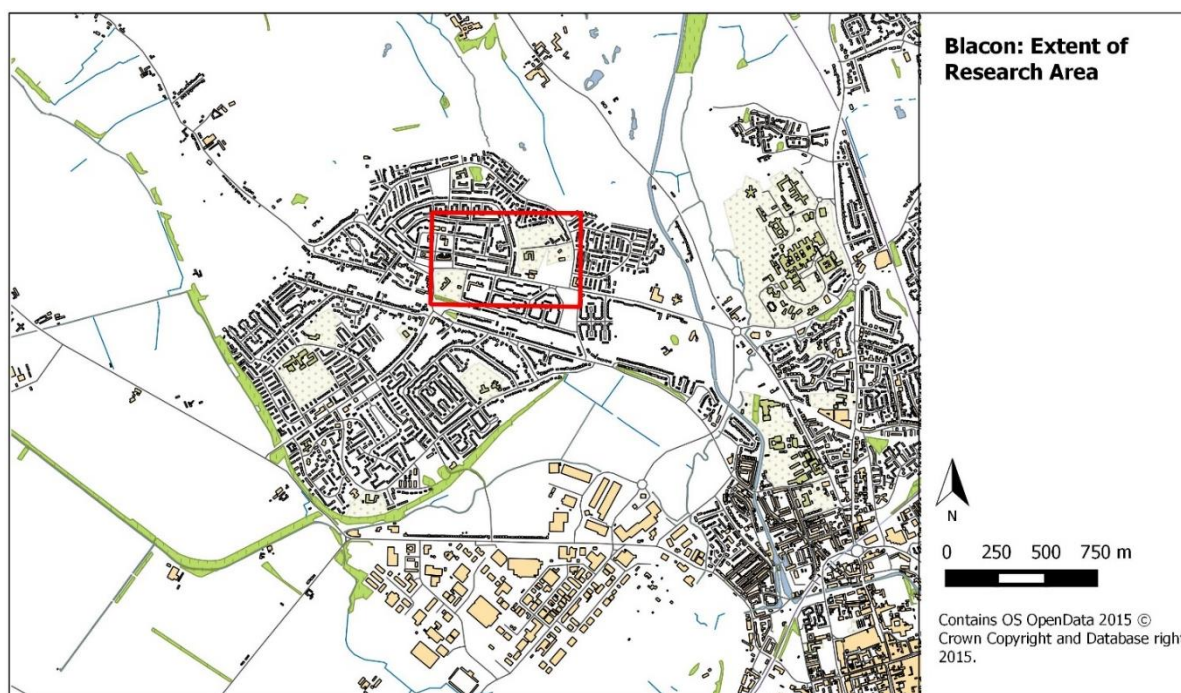 Blacon: Extent of
Research Area
N
0 250 500 750 m
Contains OS OpenData 2015 ©
Crown Copyright and Database right
2015.